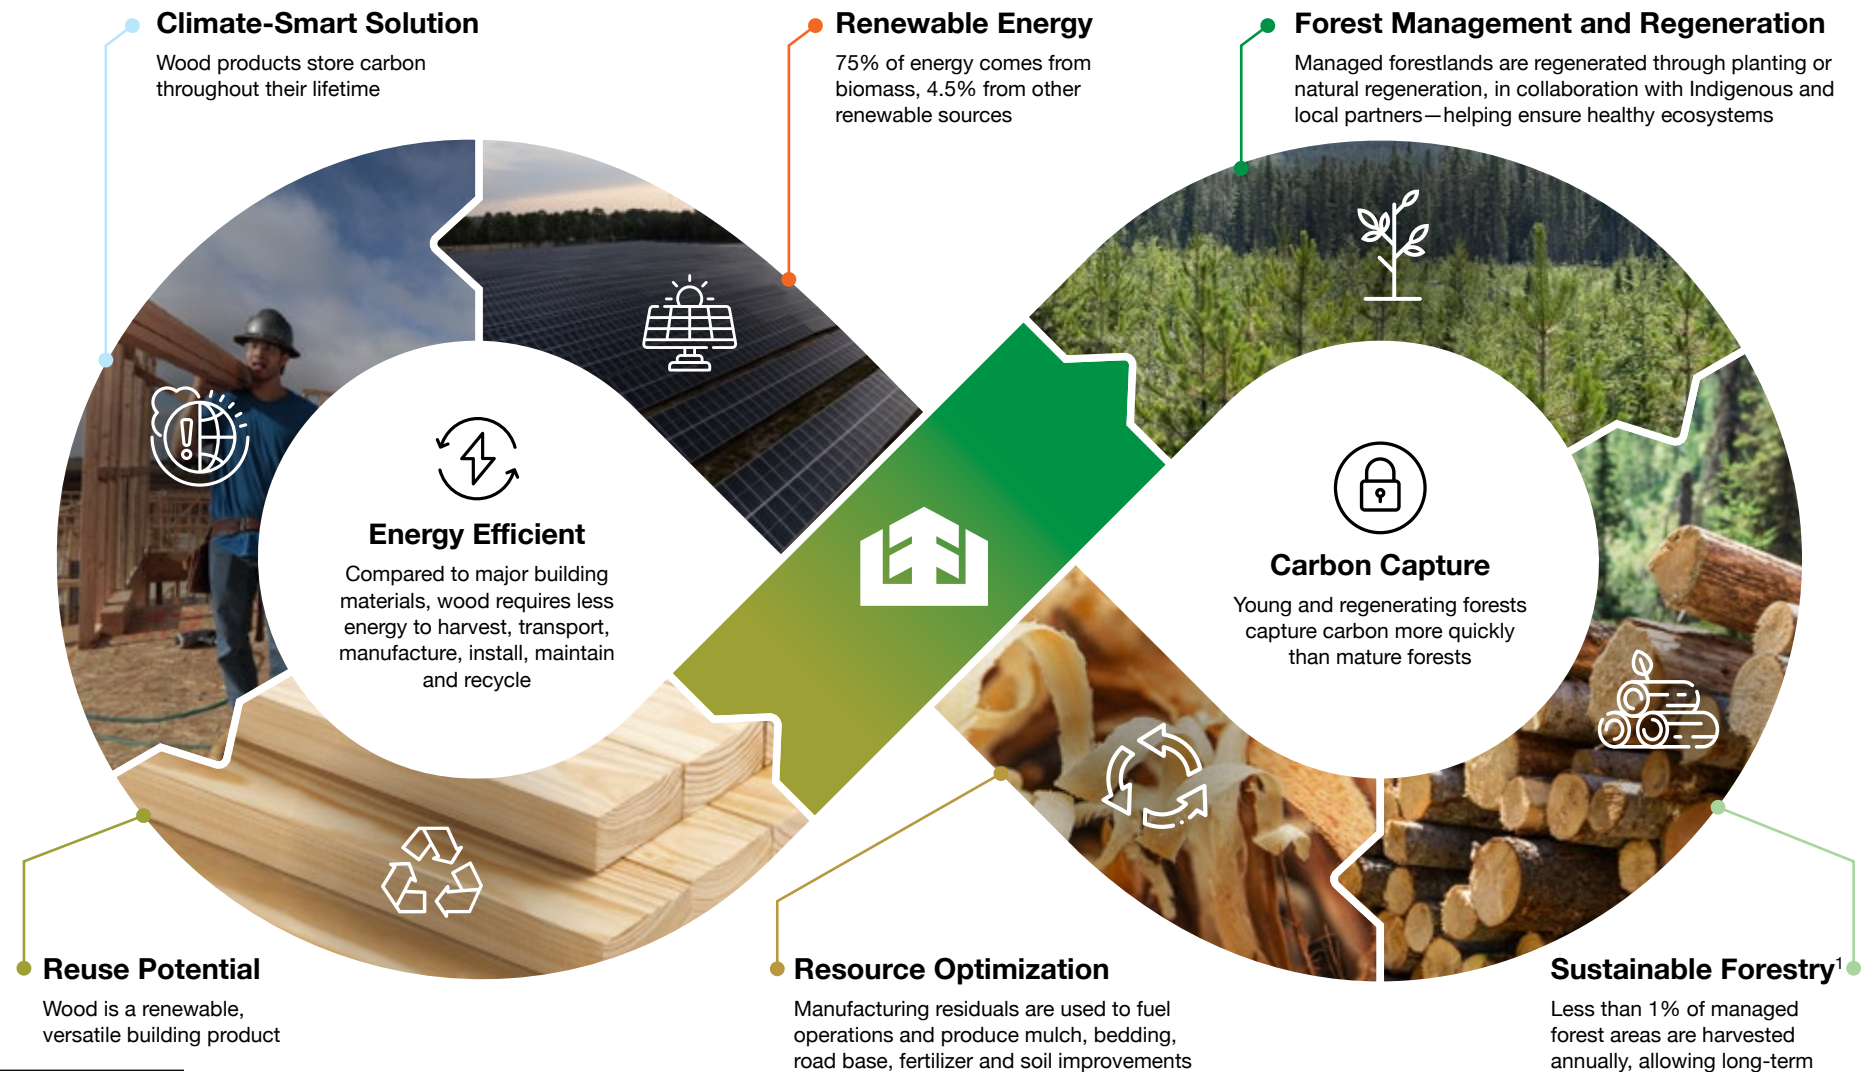 Climate-Smart Solution
Wood products store carbon
throughout their lifetime
Renewable Energy
75% of energy comes from
biomass, 4.5% from other
renewable sources
Forest Management and Regeneration
Managed forestlands are regenerated through planting or
natural regeneration, in collaboration with Indigenous and
local partners—helping ensure healthy ecosystems
Energy Efficient
Compared to major building
materials, wood requires less
energy to harvest, transport,
manufacture, install, maintain
and recycle
Carbon Capture
Young and regenerating forests
capture carbon more quickly
than mature forests
Reuse Potential
Wood is a renewable,
versatile building product
Resource Optimization
Manufacturing residuals are used to fuel
operations and produce mulch, bedding,
road base, fertilizer and soil improvements
Sustainable Forestry1
Less than 1% of managed
forest areas are harvested
annually, allowing long-term